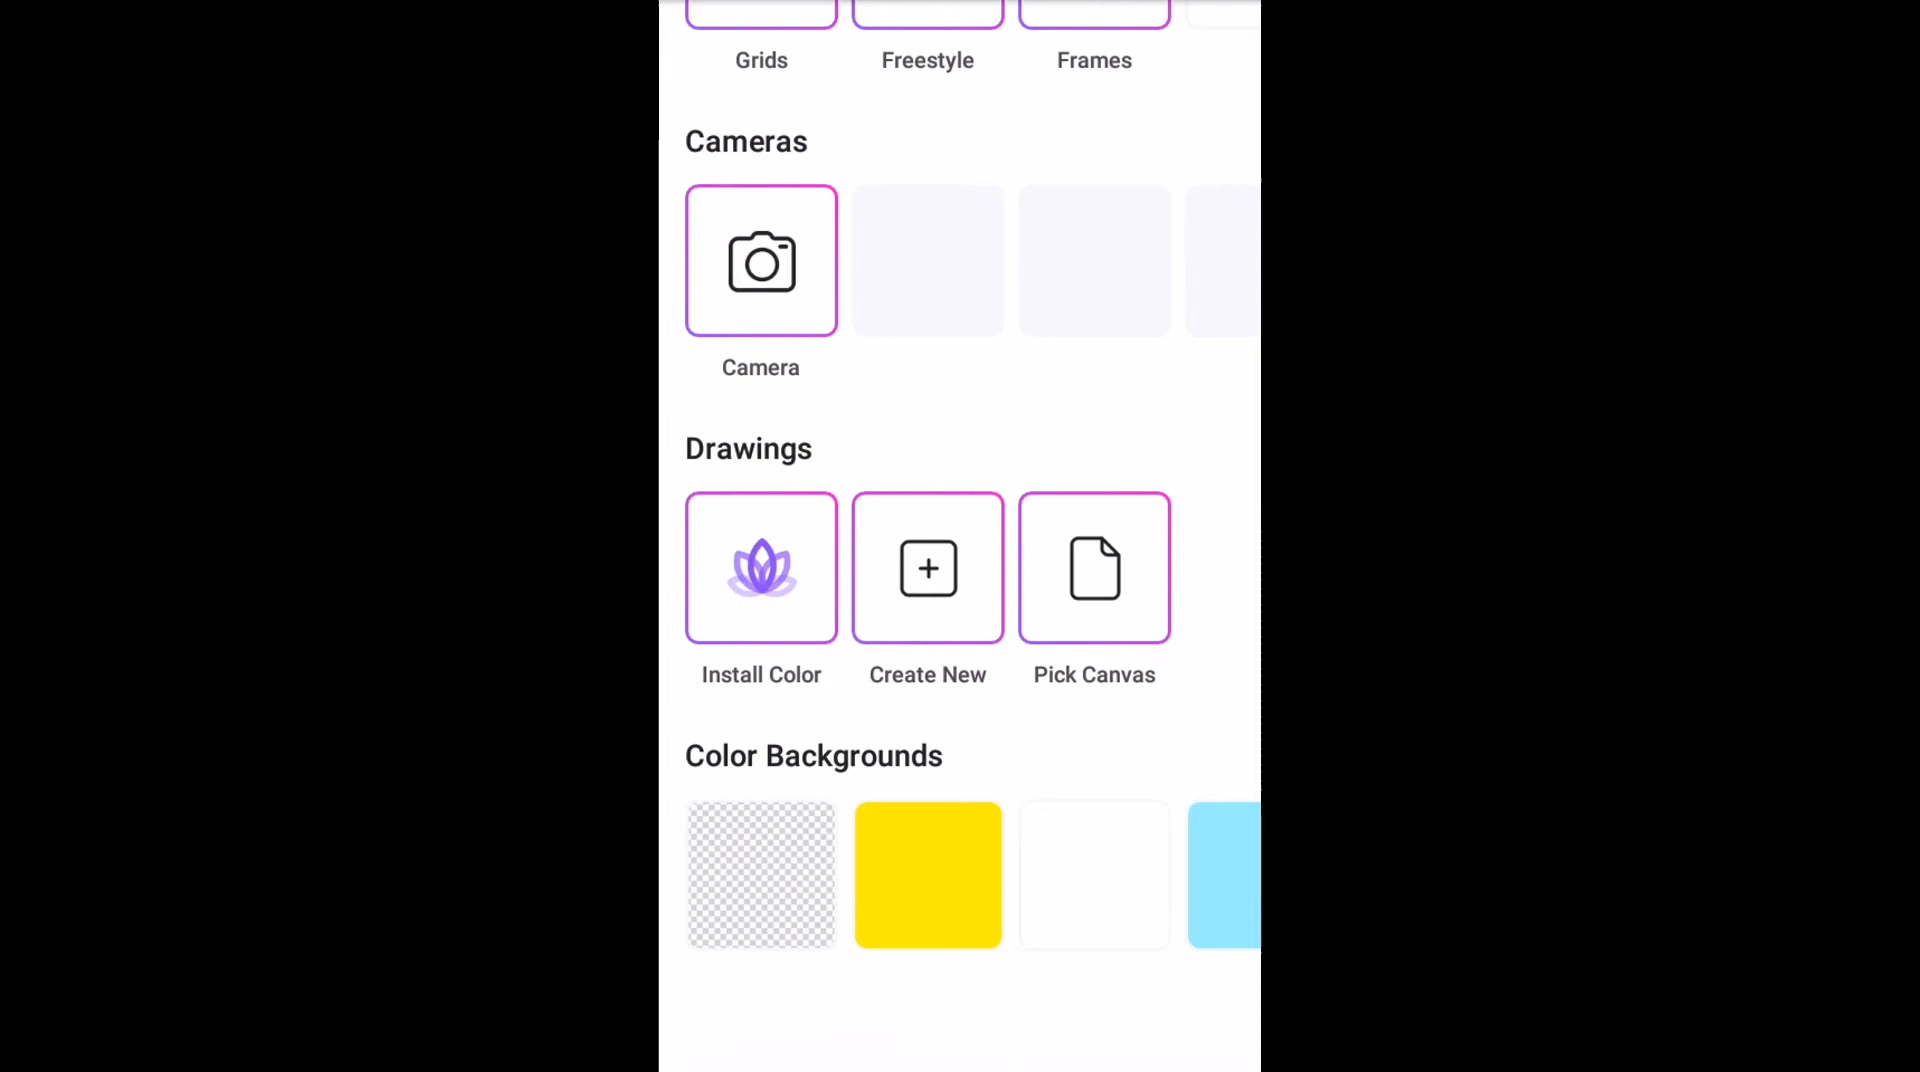 Grids
Freestyle
Frames
Cameras
Camera
Drawings
Install Color
Create New
Pick Canvas
Color Backgrounds